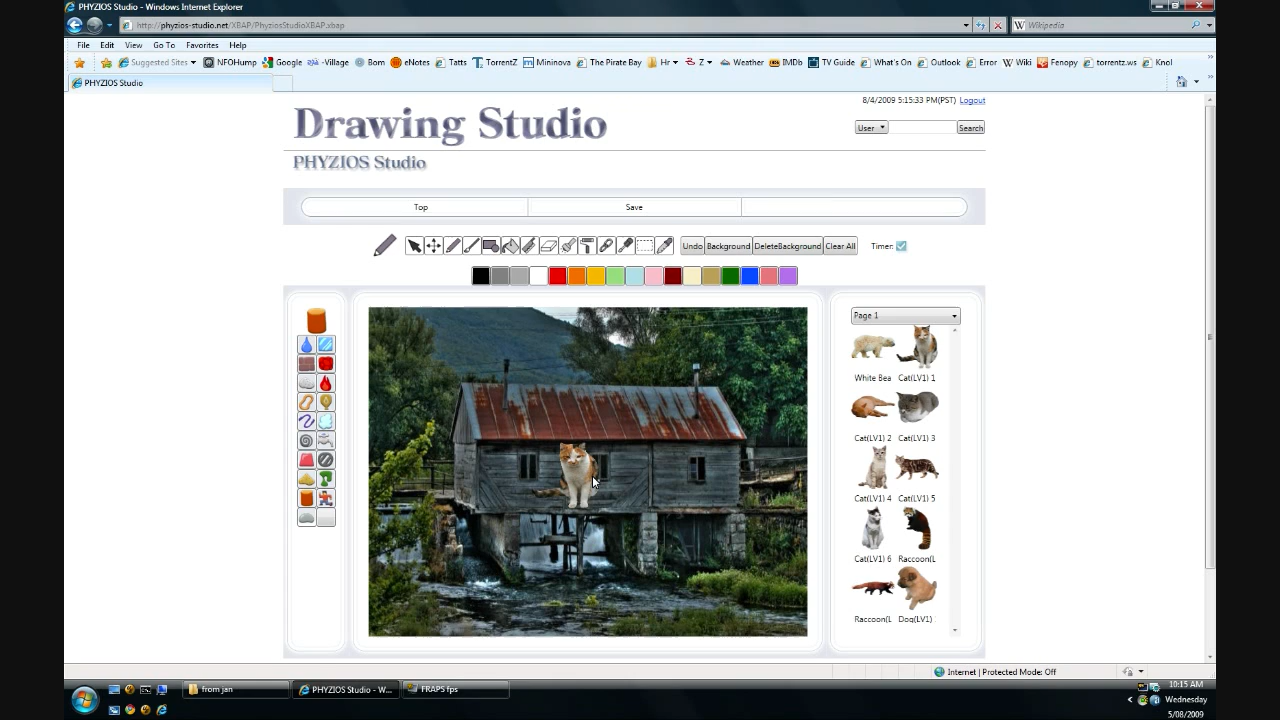 PHYZIOS Studio - Windows Internet Explorer
http://phyzios-studio.net/XBAP/PhyziosStudioXBAP.xbap
Wikipedia
File Edit View Go To Favorites Help
Suggested Sites NFOHump Google -Village Bom eNotes Tatts TorrentZ Mininova The Pirate Bay Hr Z Weather IMDb TV Guide What's On Outlook Error Wiki Fenopy torrentz.ws Knol
PHYZIOS Studio
8/4/2009 5:15:33 PM(PST) Logout
Drawing Studio
User Search
PHYZIOS Studio
Top Save
Undo Background DeleteBackground Clear All Timer:
Page 1
White Bea Cat(LV1) 1
Cat(LV1) 2 Cat(LV1) 3
Cat(LV1) 4 Cat(LV1) 5
Cat(LV1) 6 Raccoon(L
Raccoon(L Dog(LV1)
Internet | Protected Mode: Off
from jan PHYZIOS Studio - W... FRAPS fps
10:15 AM
Wednesday
5/08/2009